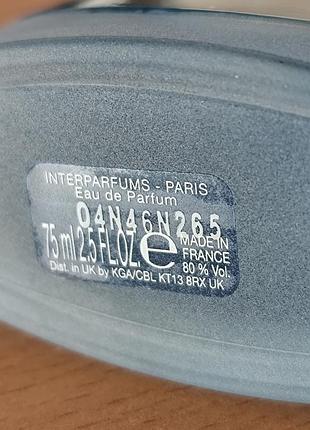 INTERPARFUMS - PARIS
Eau de Parfum
04N46N265
75 ml 2.5 FL.OZ. e MADE IN
FRANCE
80 % Vol.
Dist. in UK by KGA/CBL KT13 8RX UK